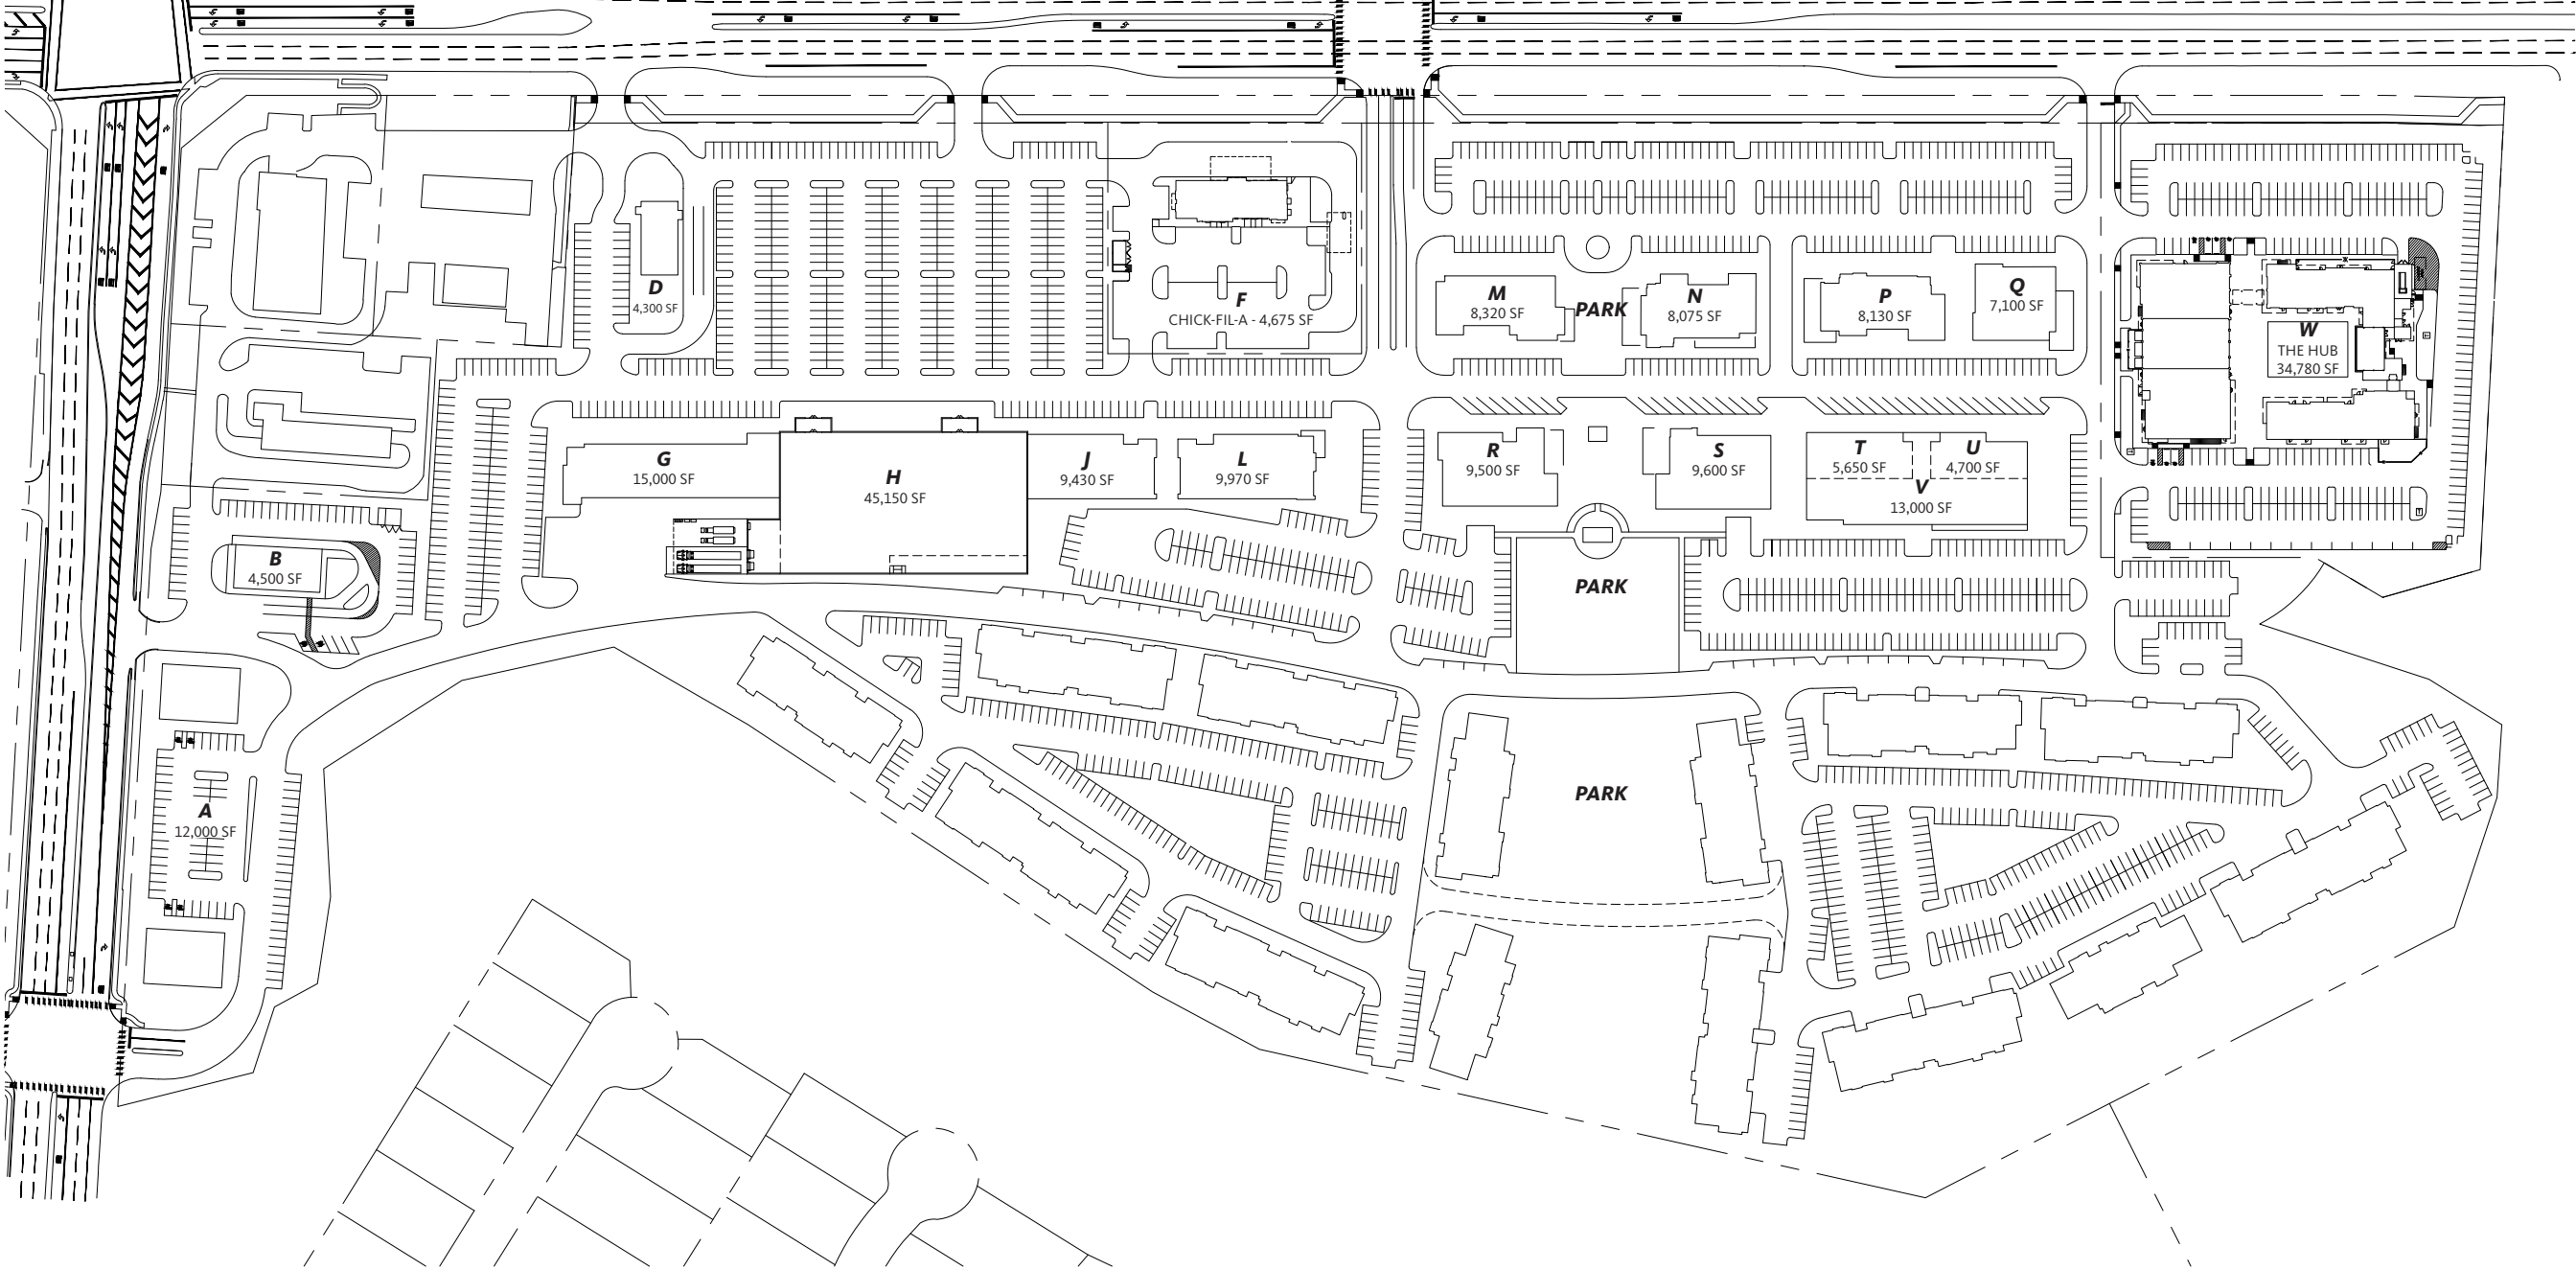 D
4,300 SF
F
CHICK-FIL-A - 4,675 SF
M
8,320 SF
PARK
N
8,075 SF
P
8,130 SF
Q
7,100 SF
W
THE HUB
34,780 SF
G
15,000 SF
H
45,150 SF
J
9,430 SF
L
9,970 SF
R
9,500 SF
S
9,600 SF
T
5,650 SF
U
4,700 SF
V
13,000 SF
B
4,500 SF
PARK
A
12,000 SF
PARK